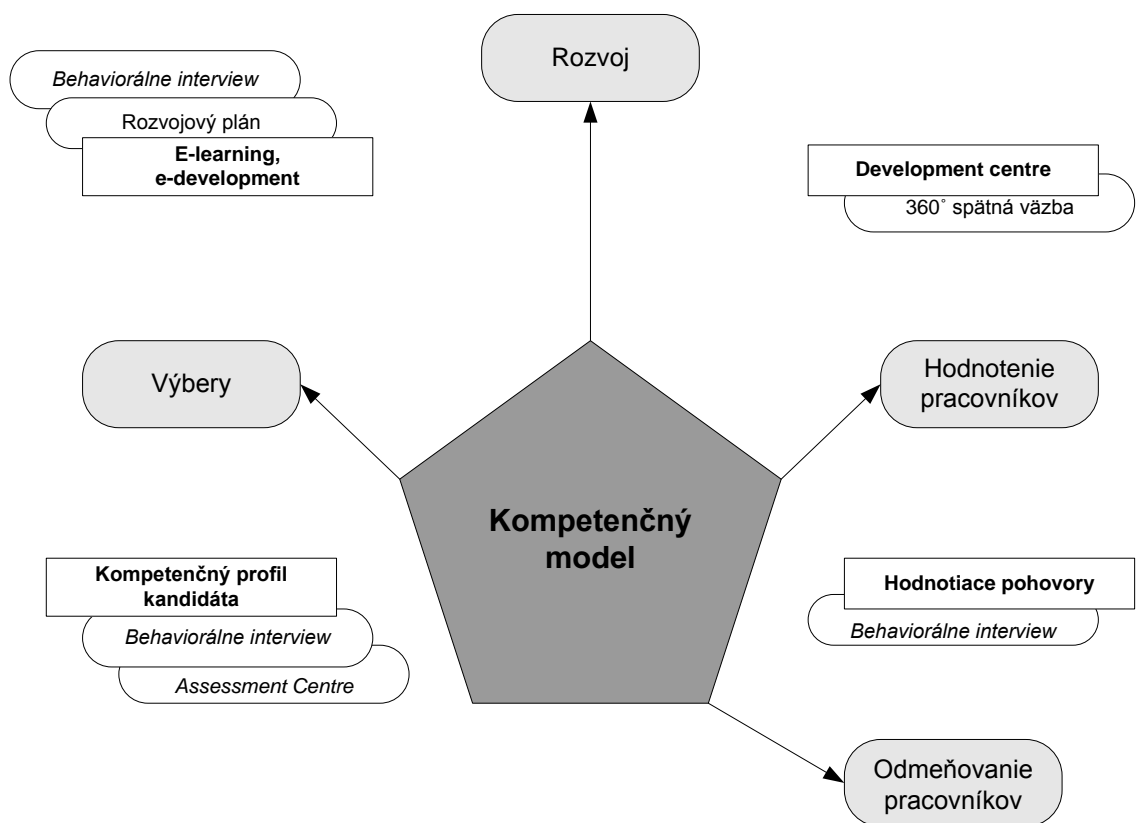 Rozvoj
Behaviorálne interview
Rozvojový plán
E-learning,
e-development
Development centre
360˚ spätná väzba
Výbery
Hodnotenie
pracovníkov
Kompetenčný
model
Kompetenčný profil
kandidáta
Behaviorálne interview
Assessment Centre
Hodnotiace pohovory
Behaviorálne interview
Odmeňovanie
pracovníkov